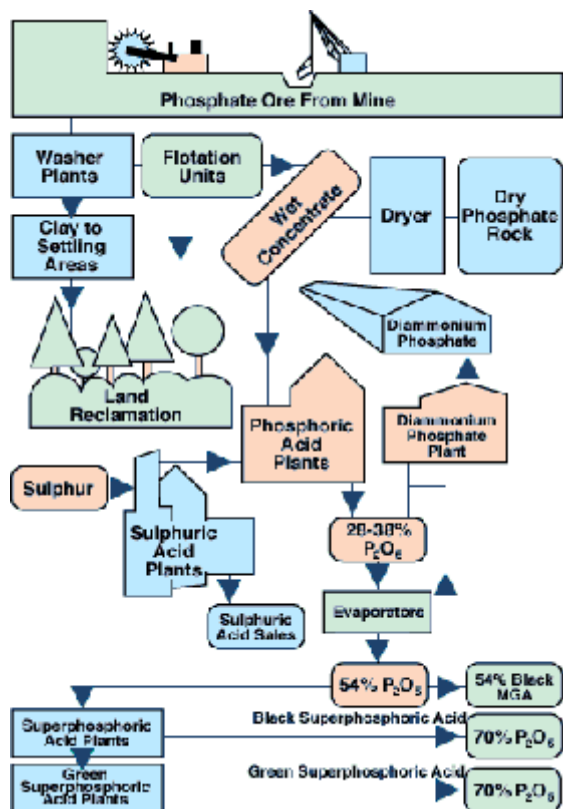 Phosphate Ore From Mine
Washer
Plants
Flotation
Units
Wet
Concentrate
Dryer
Dry
Phosphate
Rock
Clay to
Settling
Areas
Diammonium
Phosphate
Land
Reclamation
Phosphoric
Acid
Plants
Diammonium
Phosphate
Plant
Sulphur
Sulphuric
Acid
Plants
28-38%
P₂O₅
Sulphuric
Acid Sales
Evaporators
54% P₂O₅
54% Black
MGA
Superphosphoric
Acid Plants
Black Superphosphoric Acid
70% P₂O₅
Green
Superphosphoric
Acid Plants
Green Superphosphoric Acid
70% P₂O₅